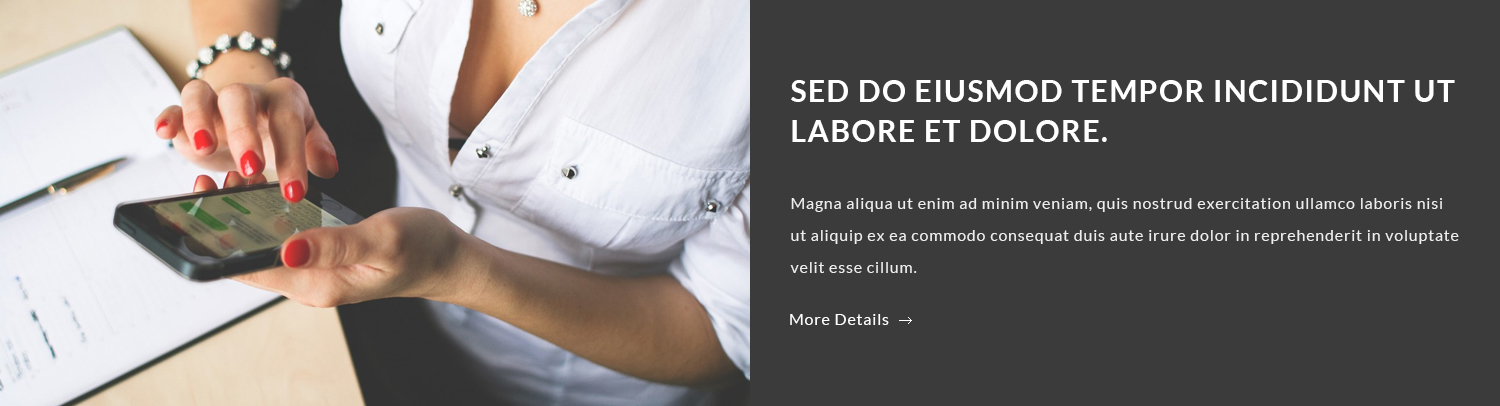 SED DO EIUSMOD TEMPOR INCIDIDUNT UT
LABORE ET DOLORE.
Magna aliqua ut enim ad minim veniam, quis nostrud exercitation ullamco laboris nisi
ut aliquip ex ea commodo consequat duis aute irure dolor in reprehenderit in voluptate
velit esse cillum.
More Details →